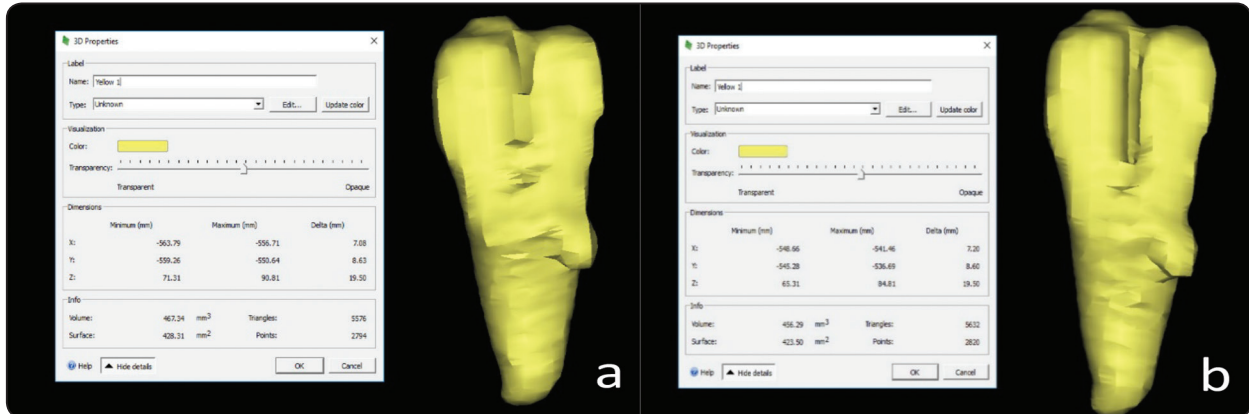 3D Properties
Label
Name: Yellow 1
Type: Unknown Edit... Update color
Visualization
Color:
Transparency:
Transparent Opaque
Dimensions
Minimum (mm) Maximum (mm) Delta (mm)
X: -563.79 -556.71 7.08
Y: -559.26 -550.64 8.63
Z: 71.31 90.81 19.50
Info
Volume: 467.34 mm3 Triangles: 5576
Surface: 428.31 mm2 Points: 2794
Help Hide details OK Cancel
a
3D Properties
Label
Name: Yellow 1
Type: Unknown Edit... Update color
Visualization
Color:
Transparency:
Transparent Opaque
Dimensions
Minimum (mm) Maximum (mm) Delta (mm)
X: -548.66 -541.46 7.20
Y: -545.28 -536.69 8.60
Z: 65.31 84.81 19.50
Info
Volume: 456.29 mm3 Triangles: 5632
Surface: 423.50 mm2 Points: 2820
Help Hide details OK Cancel
b